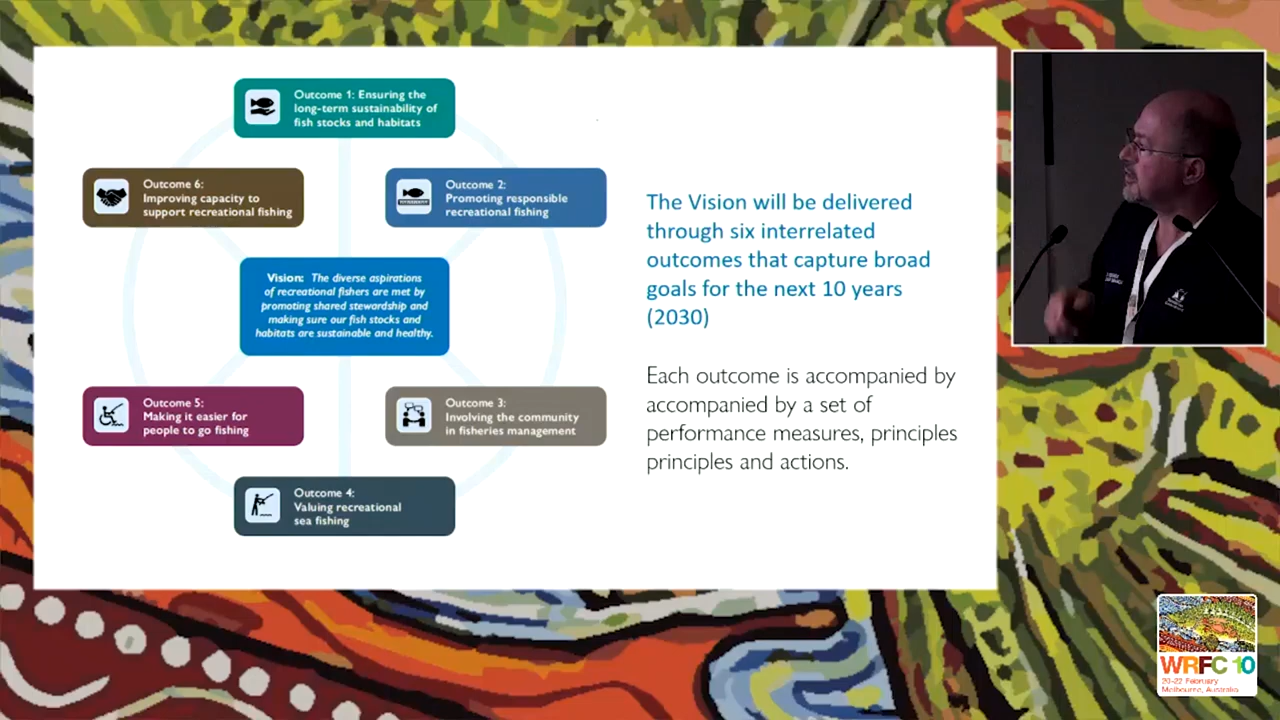 Outcome 1: Ensuring the
long-term sustainability of
fish stocks and habitats
Outcome 6:
Improving capacity to
support recreational fishing
Outcome 2:
Promoting responsible
recreational fishing
Vision: The diverse aspirations
of recreational fishers are met by
promoting shared stewardship and
making sure our fish stocks and
habitats are sustainable and healthy.
Outcome 5:
Making it easier for
people to go fishing
Outcome 3:
Involving the community
in fisheries management
Outcome 4:
Valuing recreational
sea fishing
The Vision will be delivered
through six interrelated
outcomes that capture broad
goals for the next 10 years
(2030)
Each outcome is accompanied by
accompanied by a set of
performance measures, principles
principles and actions.
WRFC 10
20-22 February
Melbourne, Australia